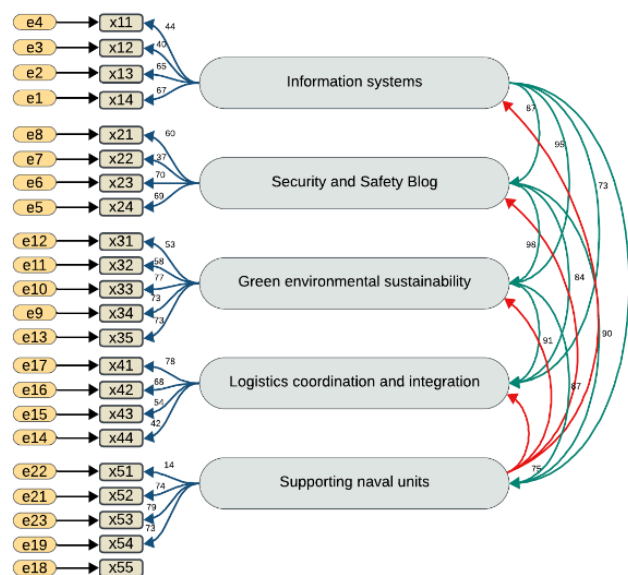 e4 x11 44
e3 x12 40
e2 x13 65
e1 x14 67
Information systems
e8 x21 60
e7 x22 37
e6 x23 70
e5 x24 69
Security and Safety Blog
e12 x31 53
e11 x32 58
e10 x33 77
e9 x34 73
e13 x35 73
Green environmental sustainability
e17 x41 78
e16 x42 68
e15 x43 54
e14 x44 42
Logistics coordination and integration
e22 x51 14
e21 x52 74
e23 x53 79
e19 x54 73
e18 x55
Supporting naval units
87
95
73
98
84
91
90
87
75